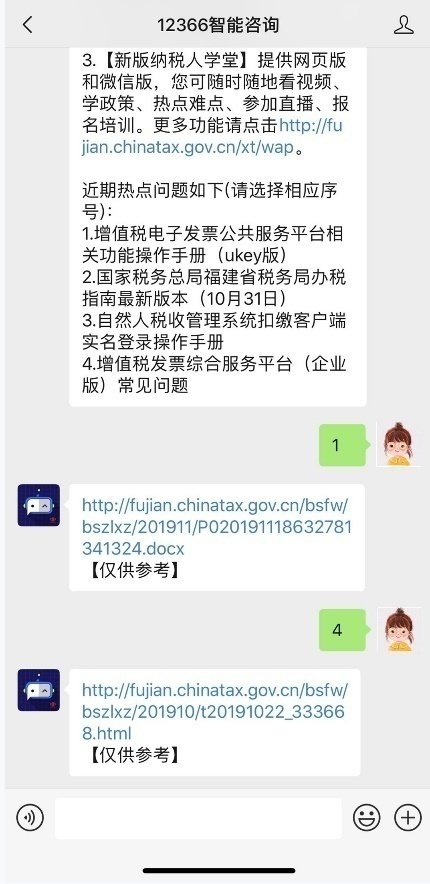 12366智能咨询
3.【新版纳税人学堂】提供网页版
和微信版，您可随时随地看视频、
学政策、热点难点、参加直播、报
名培训。更多功能请点击http://fu
jian.chinatax.gov.cn/xt/wap。
近期热点问题如下(请选择相应序
号)：
1.增值税电子发票公共服务平台相
关功能操作手册（ukey版）
2.国家税务总局福建省税务局办税
指南最新版本（10月31日）
3.自然人税收管理系统扣缴客户端
实名登录操作手册
4.增值税发票综合服务平台（企业
版）常见问题
1
http://fujian.chinatax.gov.cn/bsfw/
bszlxz/201911/P020191118632781
341324.docx
【仅供参考】
4
http://fujian.chinatax.gov.cn/bsfw/
bszlxz/201910/t20191022_33366
8.html
【仅供参考】